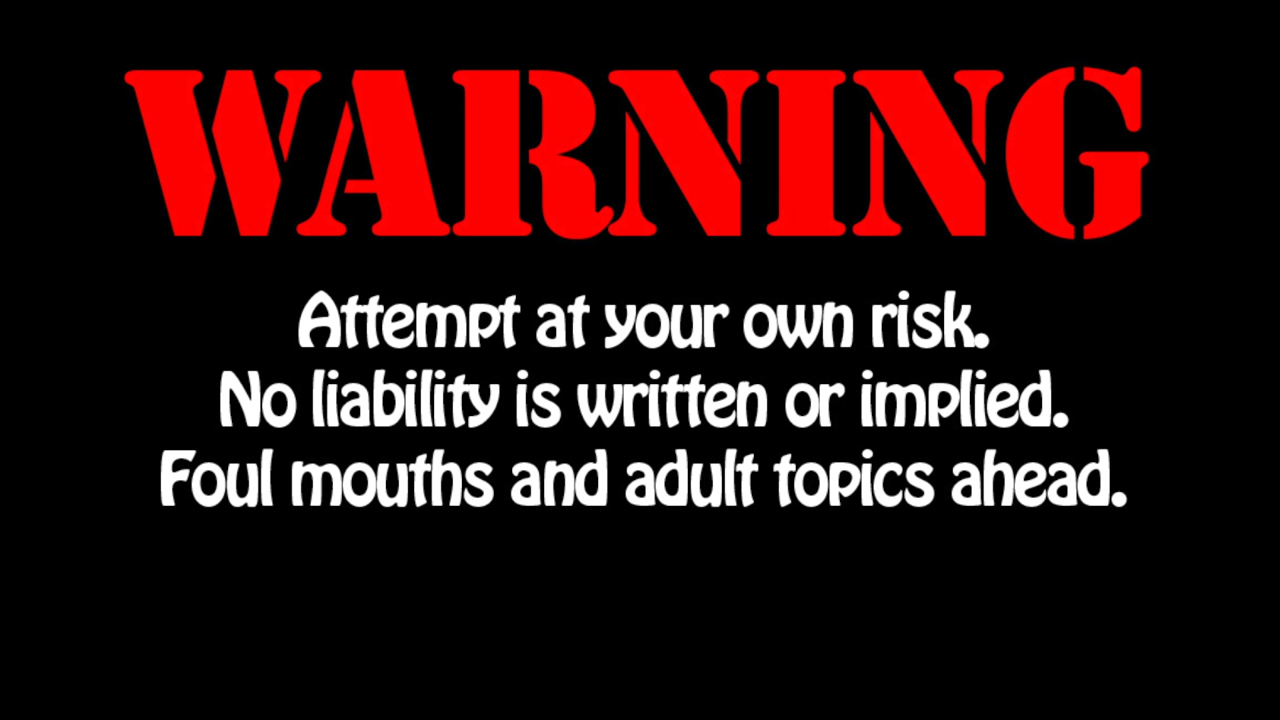 WARNING
Attempt at your own risk.
No liability is written or implied.
Foul mouths and adult topics ahead.